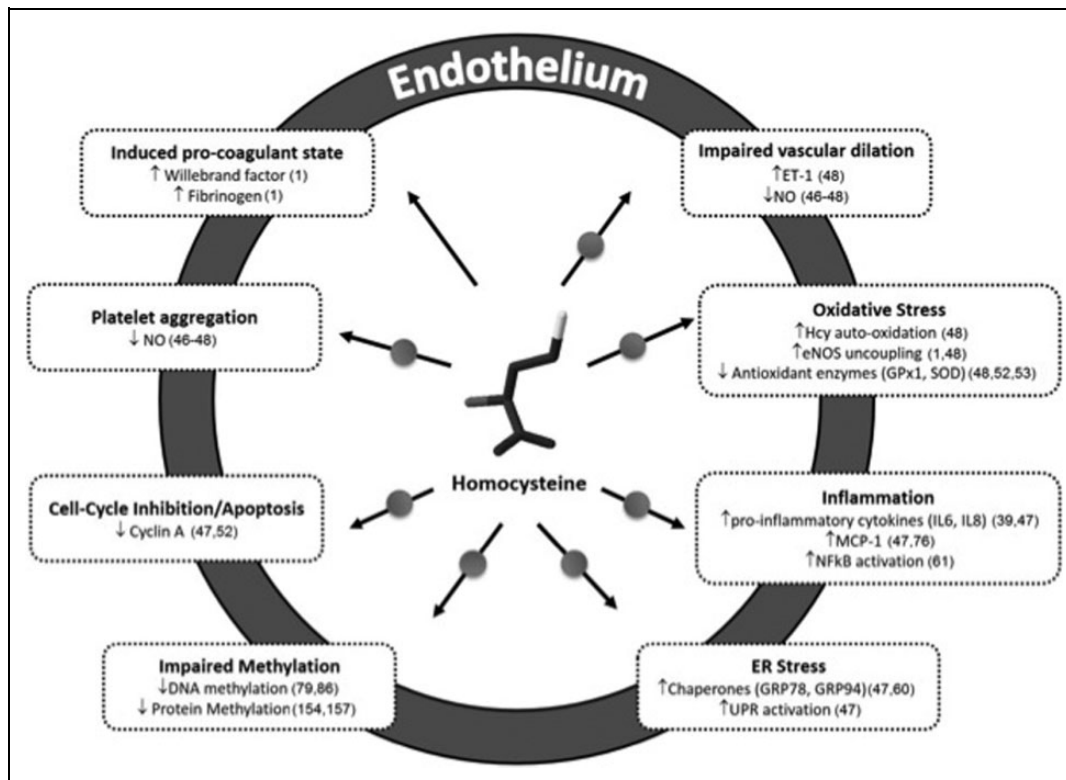 Endothelium
Induced pro-coagulant state
↑ Willebrand factor (1)
↑ Fibrinogen (1)
Impaired vascular dilation
↑ET-1 (48)
↓NO (46-48)
Platelet aggregation
↓ NO (46-48)
Oxidative Stress
↑Hcy auto-oxidation (48)
↑eNOS uncoupling (1,48)
↓ Antioxidant enzymes (GPx1, SOD) (48,52,53)
Homocysteine
Cell-Cycle Inhibition/Apoptosis
↓ Cyclin A (47,52)
Inflammation
↑pro-inflammatory cytokines (IL6, IL8) (39,47)
↑MCP-1 (47,76)
↑NFkB activation (61)
Impaired Methylation
↓DNA methylation (79,86)
↓ Protein Methylation (154,157)
ER Stress
↑Chaperones (GRP78, GRP94) (47,60)
↑UPR activation (47)